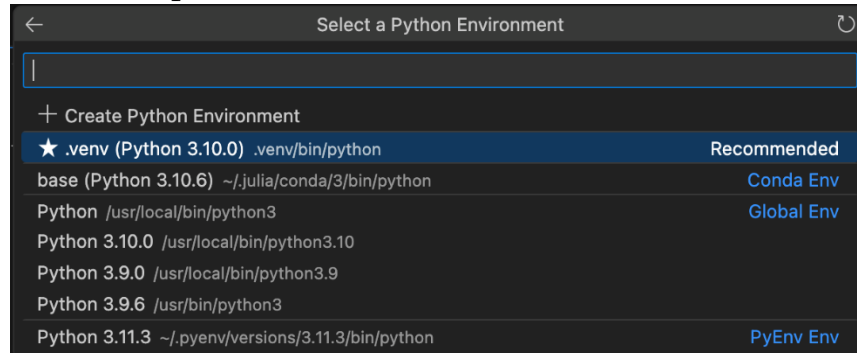 Select a Python Environment
Create Python Environment
.venv (Python 3.10.0) .venv/bin/python Recommended
base (Python 3.10.6) ~/.julia/conda/3/bin/python Conda Env
Python /usr/local/bin/python3 Global Env
Python 3.10.0 /usr/local/bin/python3.10
Python 3.9.0 /usr/local/bin/python3.9
Python 3.9.6 /usr/bin/python3
Python 3.11.3 ~/.pyenv/versions/3.11.3/bin/python PyEnv Env